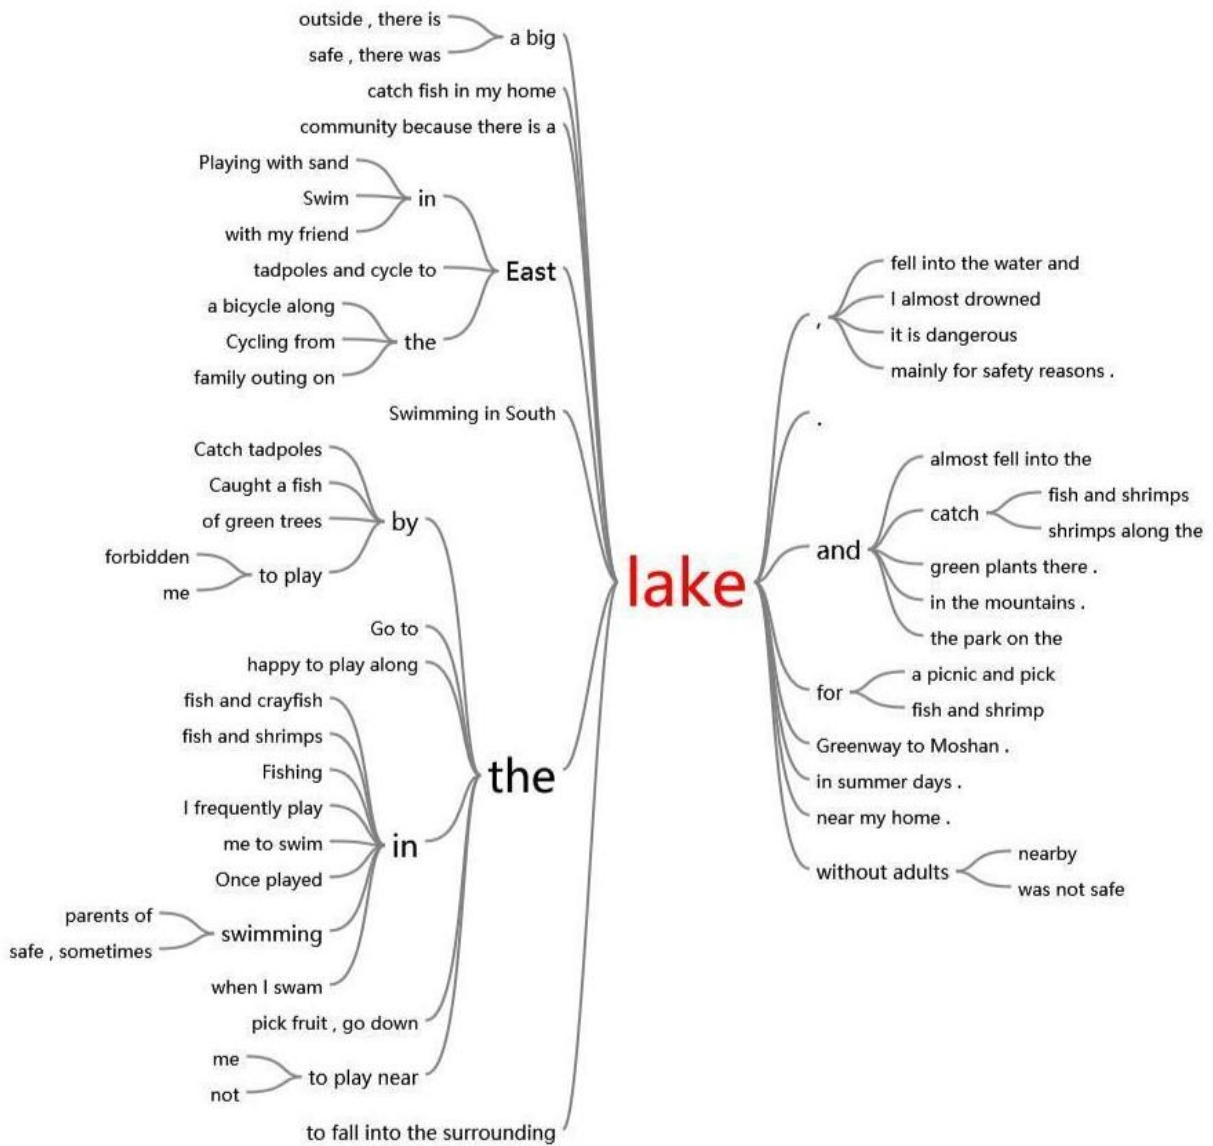 outside , there is
safe , there was
a big
catch fish in my home
community because there is a
Playing with sand
Swim
with my friend
in
tadpoles and cycle to
East
a bicycle along
Cycling from
family outing on
the
Swimming in South
Catch tadpoles
Caught a fish
of green trees
by
forbidden
me
to play
Go to
happy to play along
fish and crayfish
fish and shrimps
Fishing
I frequently play
me to swim
in
Once played
parents of
safe , sometimes
swimming
when I swam
the
pick fruit , go down
me
not
to play near
to fall into the surrounding
lake
,
fell into the water and
I almost drowned
it is dangerous
mainly for safety reasons .
.
and
almost fell into the
catch
fish and shrimps
shrimps along the
green plants there .
in the mountains .
the park on the
for
a picnic and pick
fish and shrimp
Greenway to Moshan .
in summer days .
near my home .
without adults
nearby
was not safe